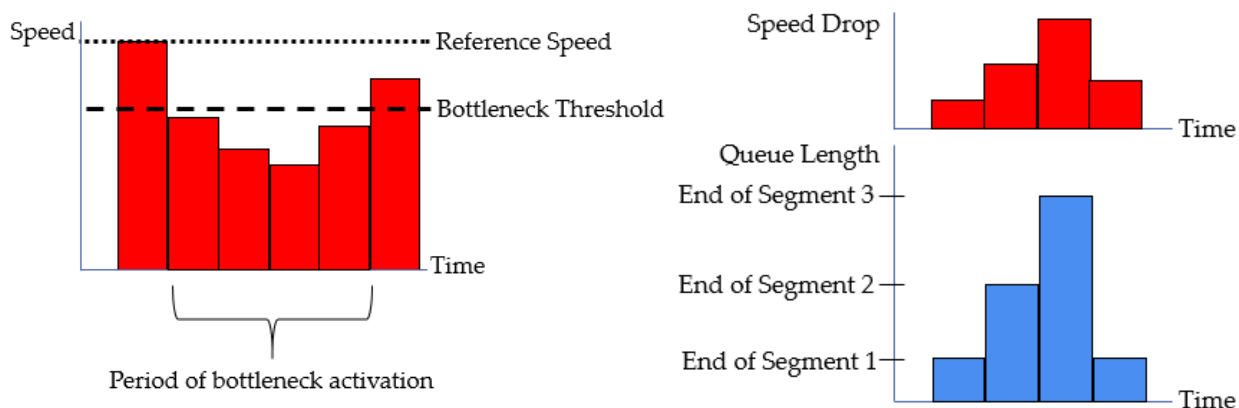 Speed
Reference Speed
Bottleneck Threshold
Time
Period of bottleneck activation
Speed Drop
Time
Queue Length
End of Segment 3
End of Segment 2
End of Segment 1
Time